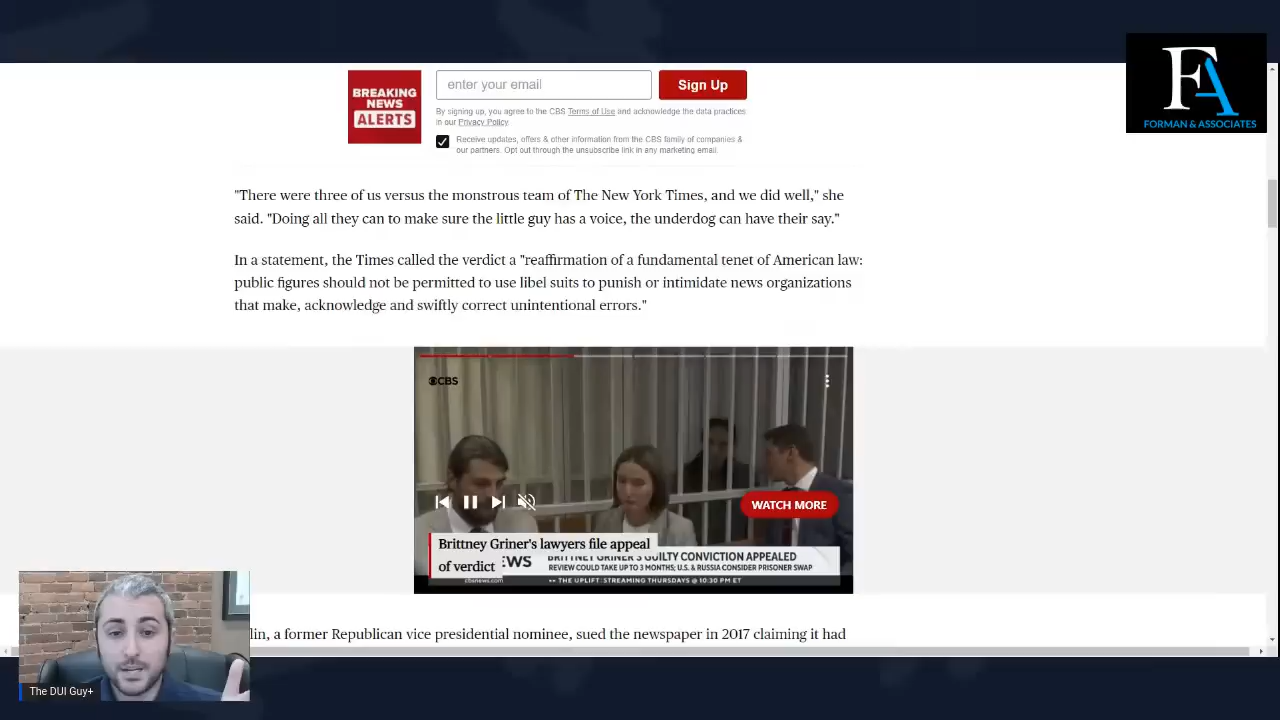 FA
FORMAN & ASSOCIATES
BREAKING
NEWS
ALERTS
enter your email
Sign Up
By signing up, you agree to the CBS Terms of Use and acknowledge the data practices
in our Privacy Policy.
Receive updates, offers & other information from the CBS family of companies &
our partners. Opt out through the unsubscribe link in any marketing email.
"There were three of us versus the monstrous team of The New York Times, and we did well," she
said. "Doing all they can to make sure the little guy has a voice, the underdog can have their say."
In a statement, the Times called the verdict a "reaffirmation of a fundamental tenet of American law:
public figures should not be permitted to use libel suits to punish or intimidate news organizations
that make, acknowledge and swiftly correct unintentional errors."
CBS
WATCH MORE
Brittney Griner's lawyers file appeal
of verdict
EWS
BRITTNEY GRINER'S GUILTY CONVICTION APPEALED
REVIEW COULD TAKE UP TO 3 MONTHS; U.S. & RUSSIA CONSIDER PRISONER SWAP
cbsnews.com
THE UPLIFT: STREAMING THURSDAYS @ 10:30 PM ET
lin, a former Republican vice presidential nominee, sued the newspaper in 2017 claiming it had
The DUI Guy+